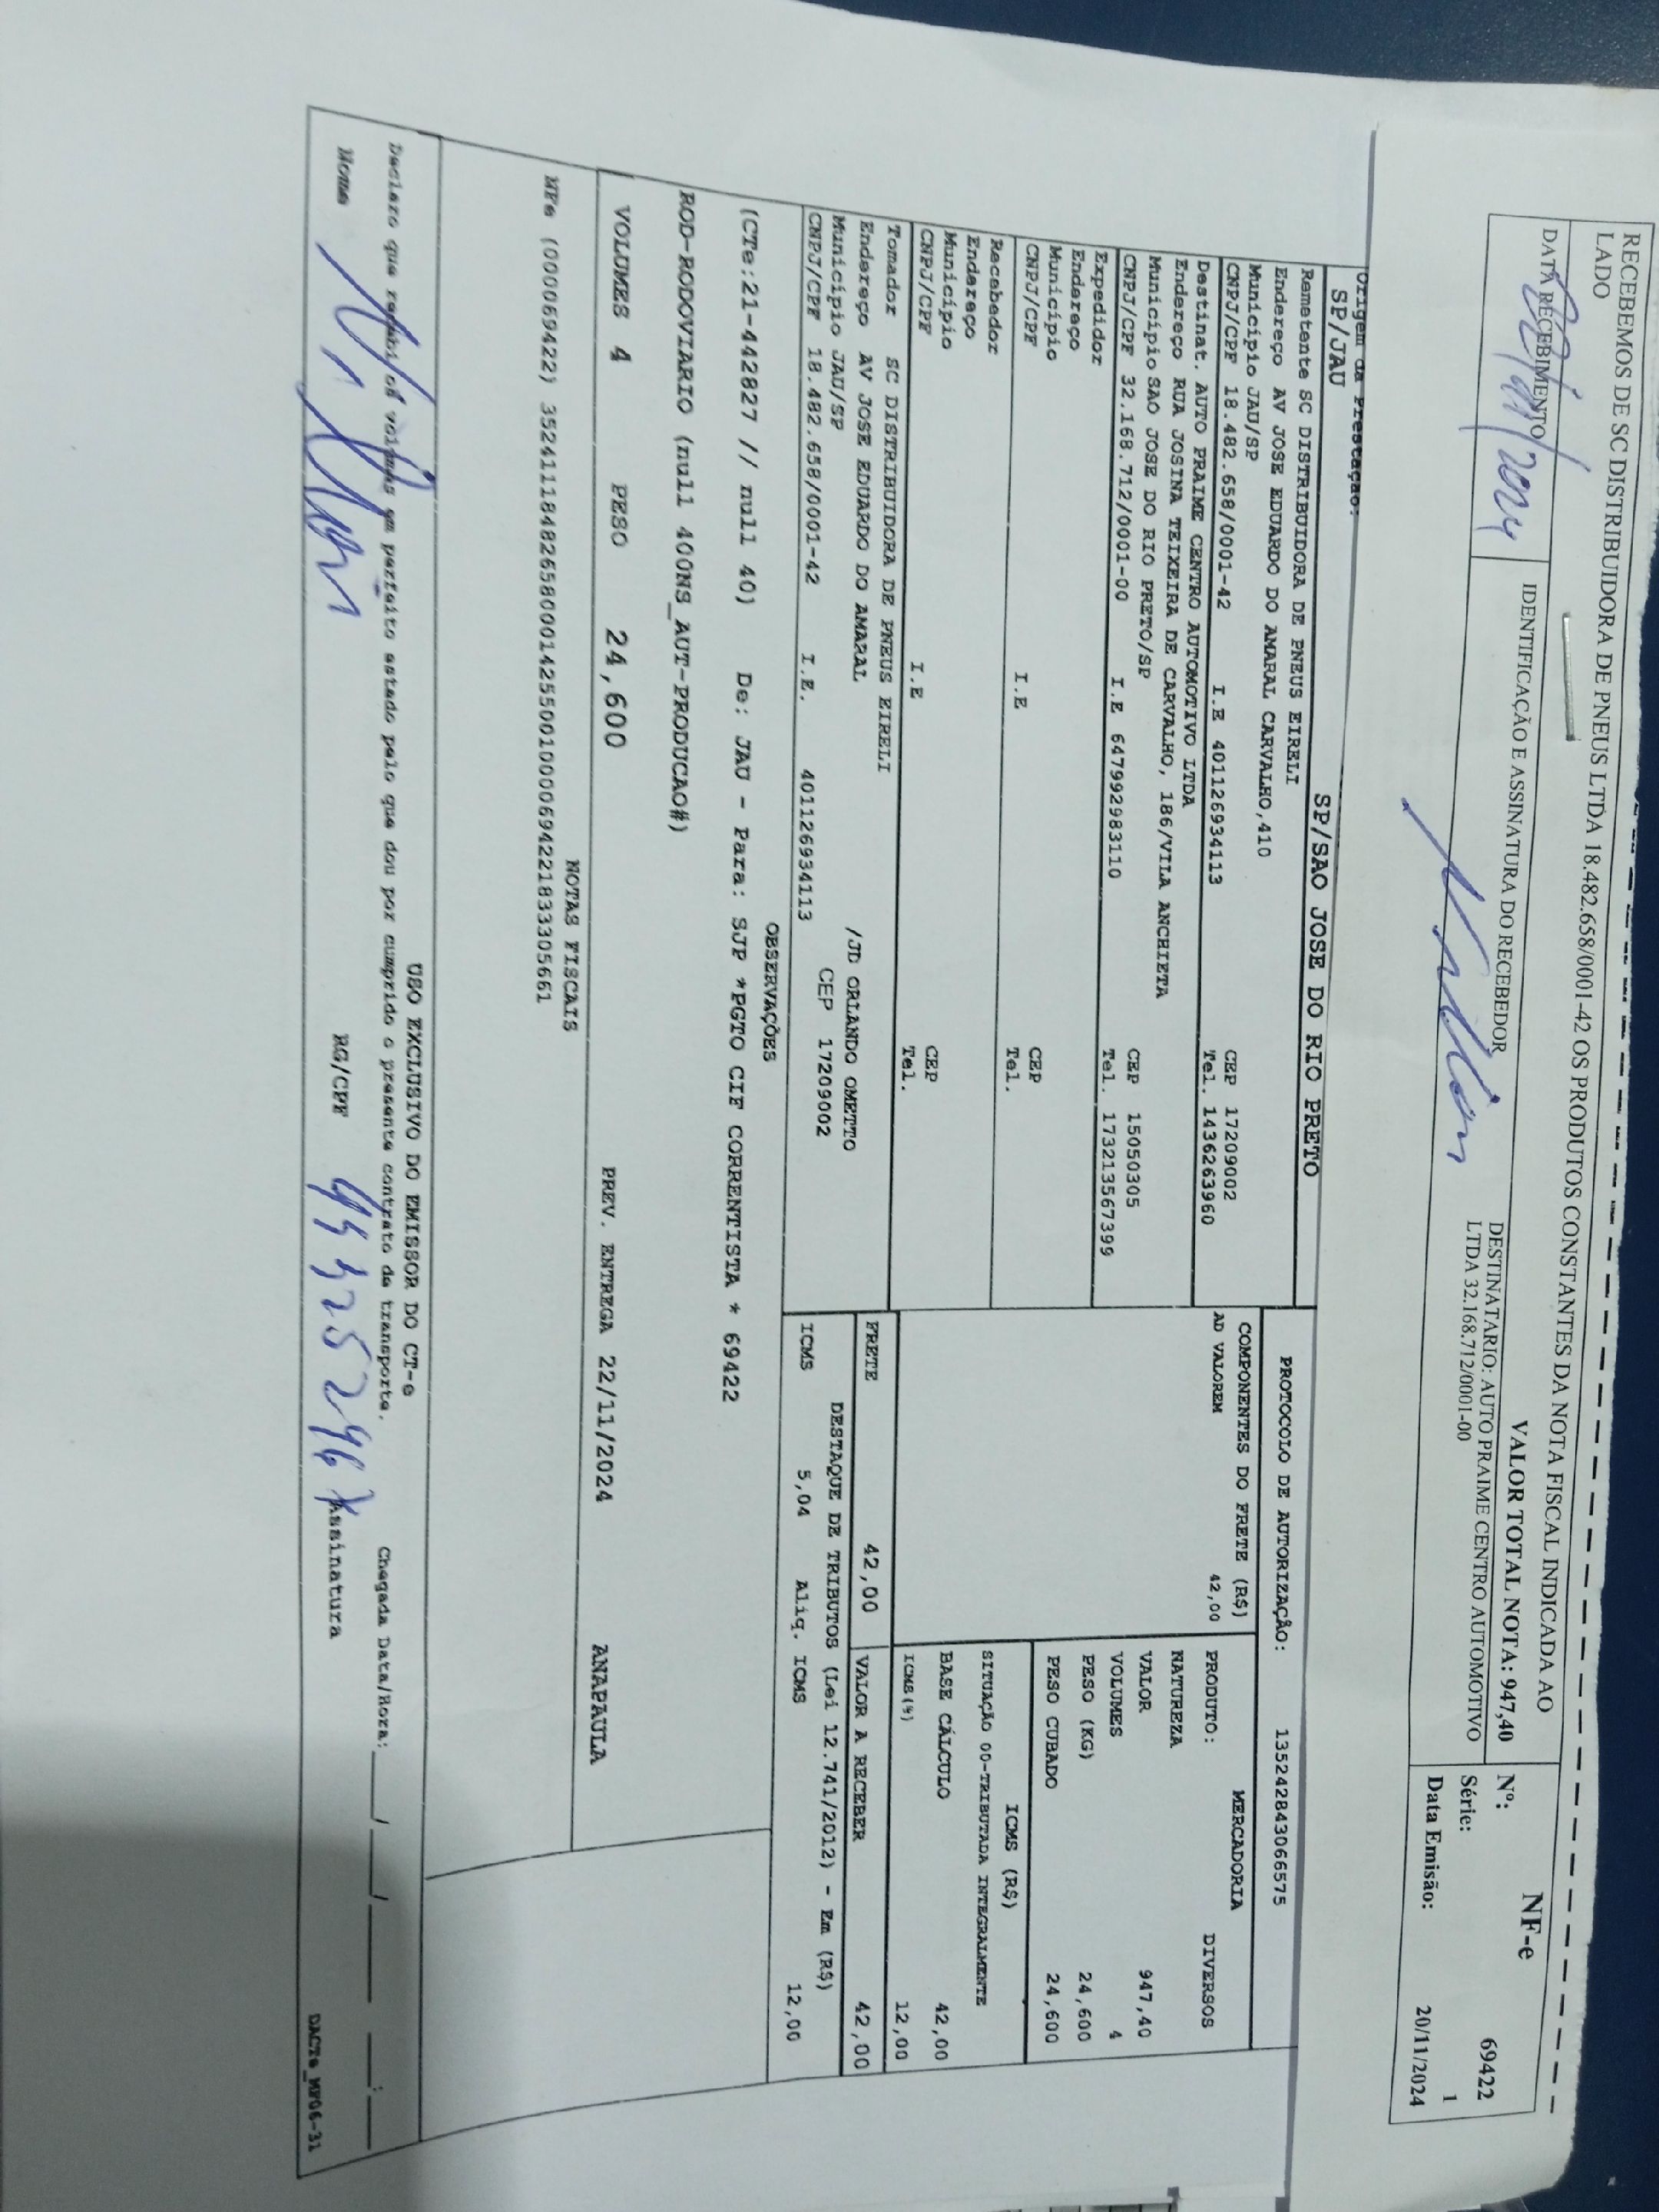 RECEBEMOS DE SC DISTRIBUIDORA DE PNEUS LTDA 18.482.658/0001-42 OS PRODUTOS CONSTANTES DA NOTA FISCAL INDICADA AO
LADO
VALOR TOTAL NOTA: 947,40
DATA RECEBIMENTO
IDENTIFICAÇÃO E ASSINATURA DO RECEBEDOR
DESTINATARIO: AUTO PRAIME CENTRO AUTOMOTIVO
LTDA 32.168.712/0001-00
NF-e
Nº: 69422
Série: 1
Data Emissão: 20/11/2024
Origem da Prestação:
SP/JAU
SP/SAO JOSE DO RIO PRETO
PROTOCOLO DE AUTORIZAÇÃO: 135242843066575
Remetente SC DISTRIBUIDORA DE PNEUS EIRELI
Endereço AV JOSE EDUARDO DO AMARAL CARVALHO,410
Município JAU/SP CEP 17209002
CNPJ/CPF 18.482.658/0001-42 I.E 401126934113 Tel. 1436263960
Destinat. AUTO PRAIME CENTRO AUTOMOTIVO LTDA
Endereço RUA JOSINA TEIXEIRA DE CARVALHO, 186/VILA ANCHIETA
Município SAO JOSE DO RIO PRETO/SP CEP 15050305
CNPJ/CPF 32.168.712/0001-00 I.E 647992983110 Tel. 173213567399
Expedidor
Endereço
Município CEP
CNPJ/CPF I.E Tel.
Recebedor
Endereço
Município CEP
CNPJ/CPF I.E Tel.
Tomador SC DISTRIBUIDORA DE PNEUS EIRELI
Endereço AV JOSE EDUARDO DO AMARAL /JD ORLANDO OMETTO
Município JAU/SP CEP 17209002
CNPJ/CPF 18.482.658/0001-42 I.E. 401126934113
COMPONENTES DO FRETE (R$)
AD VALOREM 42,00
MERCADORIA
PRODUTO: DIVERSOS
NATUREZA
VALOR 947,40
VOLUMES 4
PESO (KG) 24,600
PESO CUBADO 24,600
ICMS (R$)
SITUAÇÃO 00-TRIBUTADA INTEGRALMENTE
BASE CÁLCULO 42,00
ICMS(%) 12,00
FRETE 42,00 VALOR A RECEBER 42,00
DESTAQUE DE TRIBUTOS (Lei 12.741/2012) - Em (R$)
ICMS 5,04 Aliq. ICMS 12,00
OBSERVAÇÕES
(CTe:21-442827 // null 40) De: JAU - Para: SJP *PGTO CIF CORRENTISTA * 69422
ROD-RODOVIARIO (null 400NS_AUT-PRODUCAO#)
VOLUMES 4 PESO 24,600 PREV. ENTREGA 22/11/2024 ANAPAULA
NOTAS FISCAIS
NFe (000069422) 35241118482658000142550010000694221833305661
USO EXCLUSIVO DO EMISSOR DO CT-e
Declaro que recebi os volumes em perfeito estado pelo que dou por cumprido o presente contrato de transporte. Chegada Data/Hora: ___/___/_____ ___:___
Nome RG/CPF Assinatura
DACTe_MP06-31